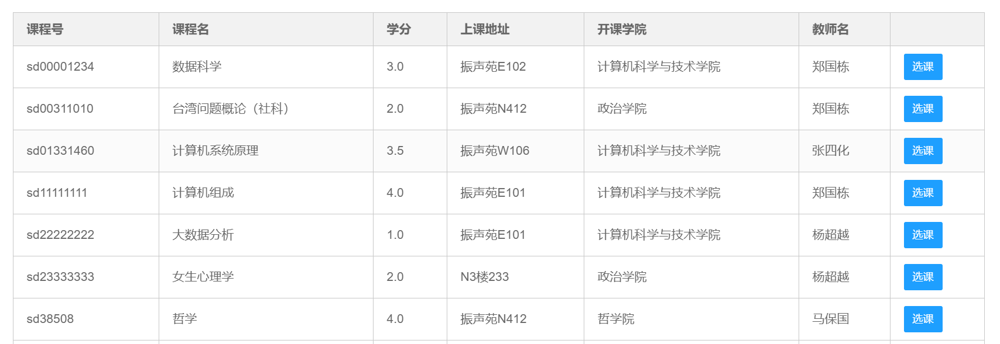 课程号 课程名 学分 上课地址 开课学院 教师名
sd00001234 数据科学 3.0 振声苑E102 计算机科学与技术学院 郑国栋 选课
sd00311010 台湾问题概论（社科） 2.0 振声苑N412 政治学院 郑国栋 选课
sd01331460 计算机系统原理 3.5 振声苑W106 计算机科学与技术学院 张四化 选课
sd11111111 计算机组成 4.0 振声苑E101 计算机科学与技术学院 郑国栋 选课
sd22222222 大数据分析 1.0 振声苑E101 计算机科学与技术学院 杨超越 选课
sd23333333 女生心理学 2.0 N3楼233 政治学院 杨超越 选课
sd38508 哲学 4.0 振声苑N412 哲学院 马保国 选课